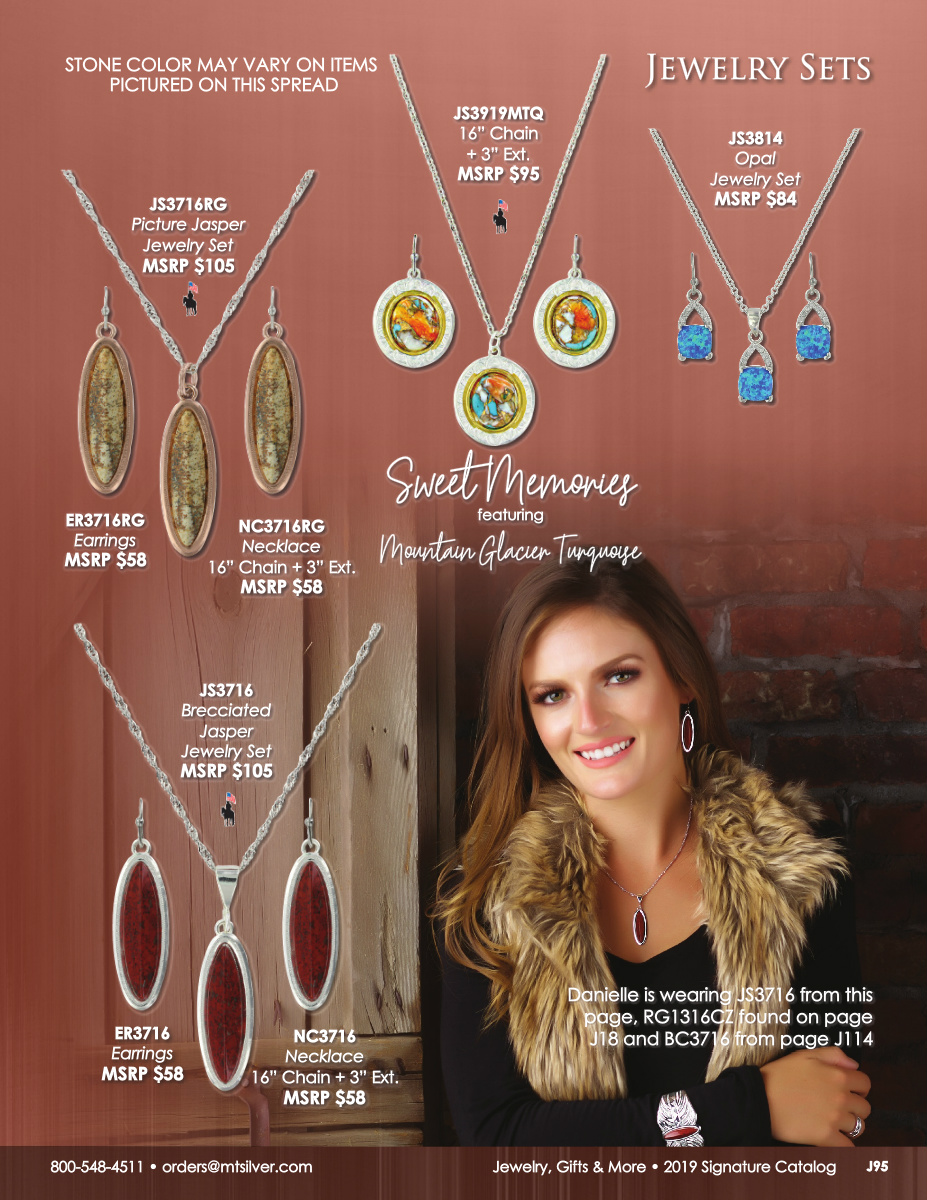 STONE COLOR MAY VARY ON ITEMS
PICTURED ON THIS SPREAD
JEWELRY SETS
JS3919MTQ
16” Chain
+ 3” Ext.
MSRP $95
JS3814
Opal
Jewelry Set
MSRP $84
JS3716RG
Picture Jasper
Jewelry Set
MSRP $105
Sweet Memories
featuring
Mountain Glacier Turquoise
ER3716RG
Earrings
MSRP $58
NC3716RG
Necklace
16” Chain + 3” Ext.
MSRP $58
JS3716
Brecciated
Jasper
Jewelry Set
MSRP $105
ER3716
Earrings
MSRP $58
NC3716
Necklace
16” Chain + 3” Ext.
MSRP $58
Danielle is wearing JS3716 from this
page, RG1316CZ found on page
J18 and BC3716 from page J114
800-548-4511 • orders@mtsilver.com
Jewelry, Gifts & More • 2019 Signature Catalog J95